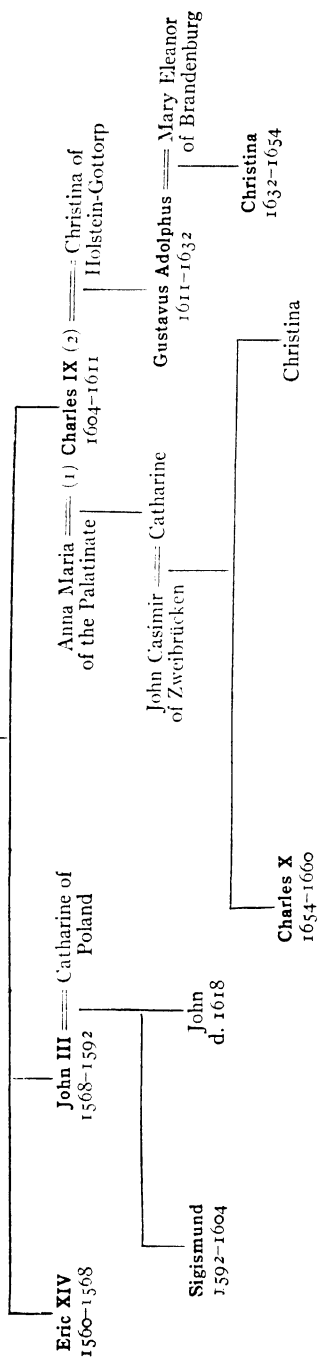 Eric XIV
1560–1568
John III = Catharine of
1568–1592 Poland
Anna Maria = (1) Charles IX (2) = Christina of
of the Palatinate 1604–1611 Holstein-Gottorp
Sigismund
1592–1604
John
d. 1618
John Casimir = Catharine
of Zweibrücken
Gustavus Adolphus = Mary Eleanor
1611–1632 of Brandenburg
Charles X
1654–1660
Christina
Christina
1632–1654